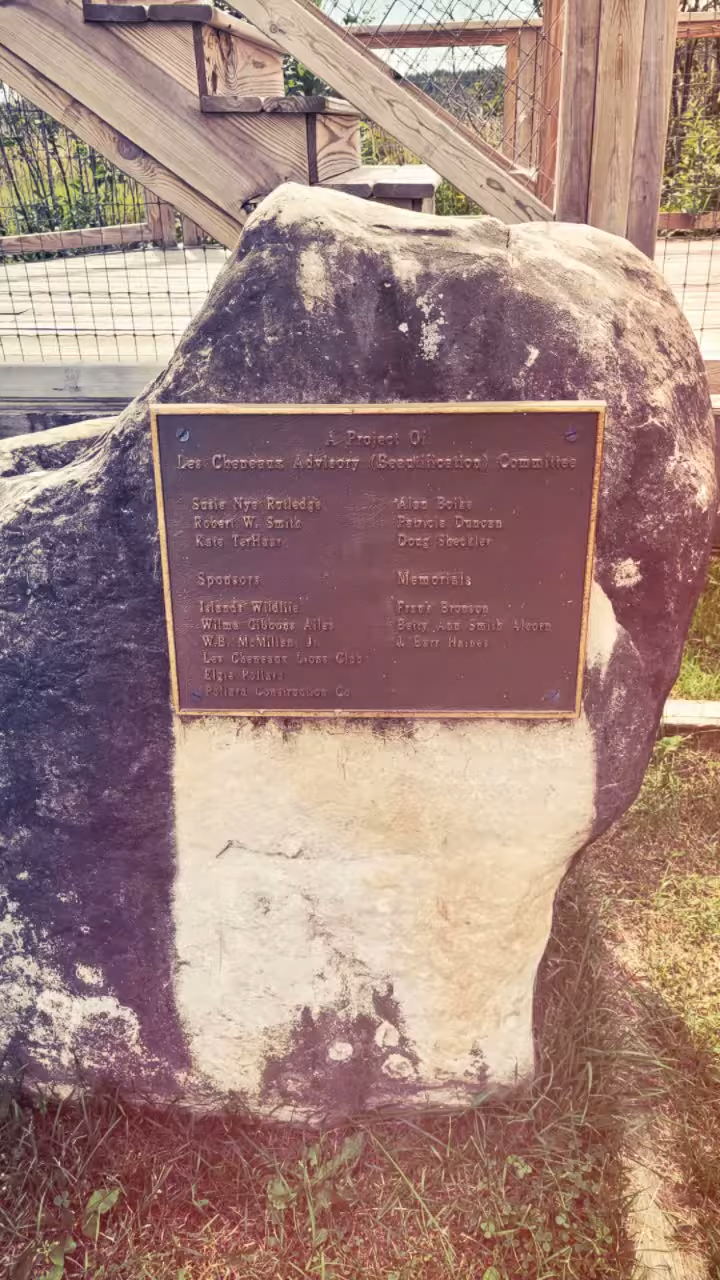 A Project Of
Les Cheneaux Advisory (Beautification) Committee
Susie Nye Rutledge
Robert W. Smith
Kate TerHaar
Alan Boike
Patricia Duncan
Doug Sheckler
Sponsors
Islands Wildlife
Wilma Gibbons Ailes
W.B. McMillan, Jr.
Les Cheneaux Lions Club
Elgie Pollard
Pollard Construction Co
Memorials
Frank Bronson
Betty Ann Smith Alcorn
J. Barr Haines